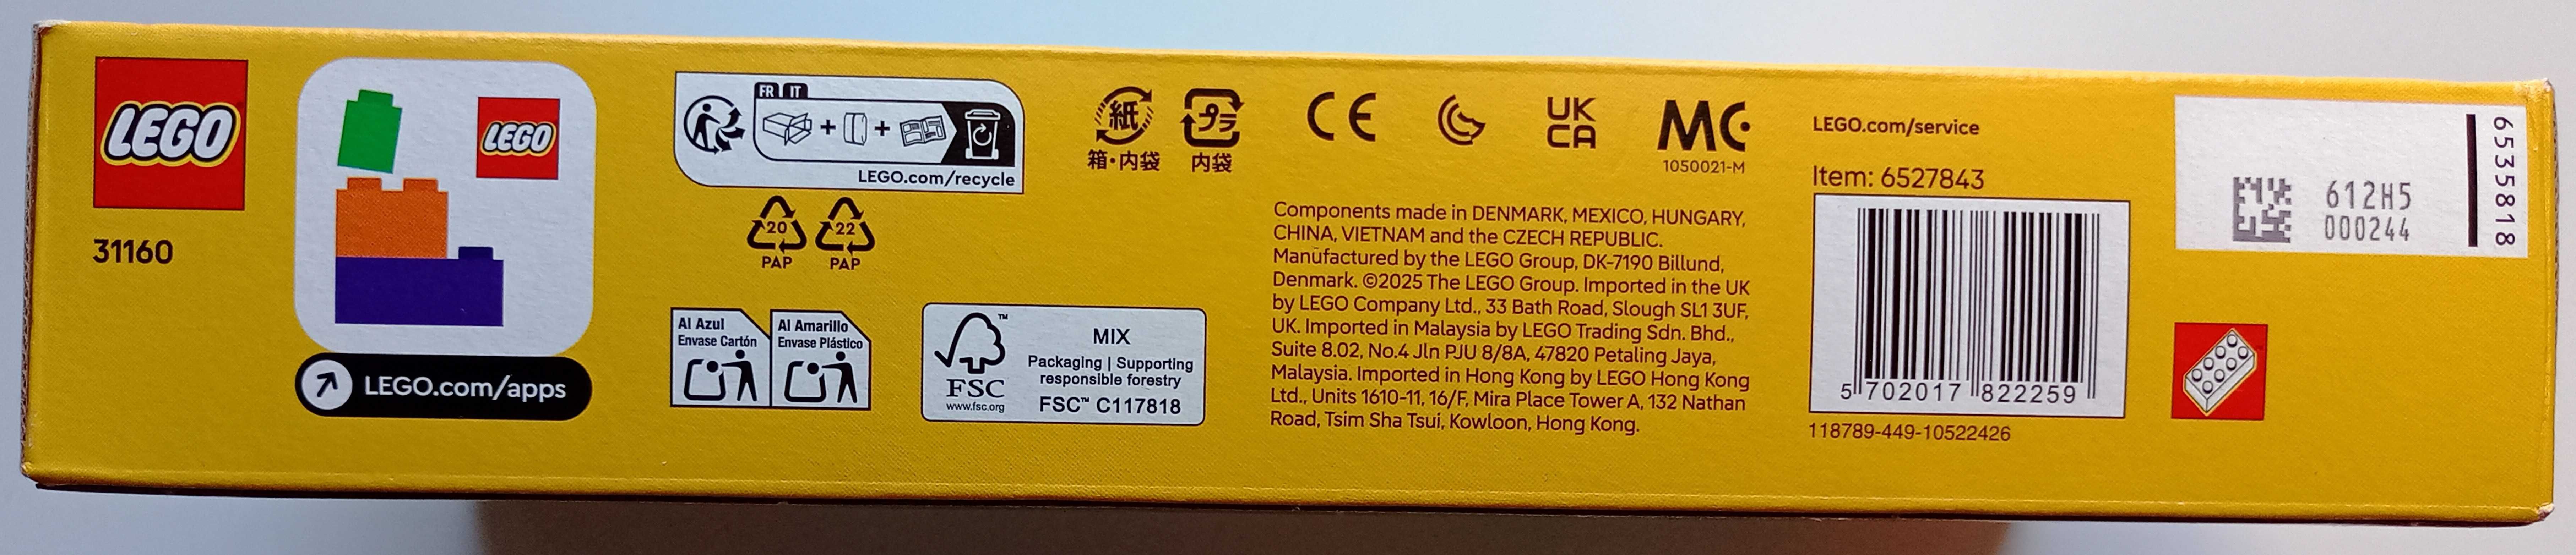 LEGO
31160
LEGO
LEGO.com/apps
FR IT
+ +
LEGO.com/recycle
20
PAP
22
PAP
Al Azul
Envase Cartón
Al Amarillo
Envase Plástico
紙
箱・内袋
プラ
内袋
FSC
www.fsc.org
™
MIX
Packaging | Supporting
responsible forestry
FSC™ C117818
CE
UK
CA
MC
1050021-M
Components made in DENMARK, MEXICO, HUNGARY,
CHINA, VIETNAM and the CZECH REPUBLIC.
Manufactured by the LEGO Group, DK-7190 Billund,
Denmark. ©2025 The LEGO Group. Imported in the UK
by LEGO Company Ltd., 33 Bath Road, Slough SL1 3UF,
UK. Imported in Malaysia by LEGO Trading Sdn. Bhd.,
Suite 8.02, No.4 Jln PJU 8/8A, 47820 Petaling Jaya,
Malaysia. Imported in Hong Kong by LEGO Hong Kong
Ltd., Units 1610-11, 16/F, Mira Place Tower A, 132 Nathan
Road, Tsim Sha Tsui, Kowloon, Hong Kong.
LEGO.com/service
Item: 6527843
5 702017 822259
118789-449-10522426
612H5
000244
6535818